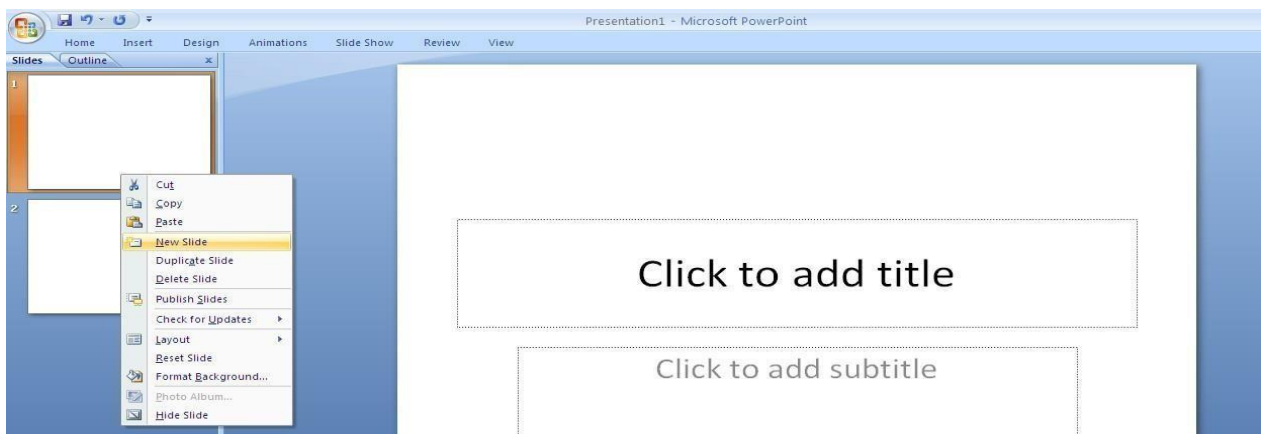 Presentation1 - Microsoft PowerPoint
Home Insert Design Animations Slide Show Review View
Slides Outline x
1
2
Cut
Copy
Paste
New Slide
Duplicate Slide
Delete Slide
Publish Slides
Check for Updates
Layout
Reset Slide
Format Background...
Photo Album...
Hide Slide
Click to add title
Click to add subtitle